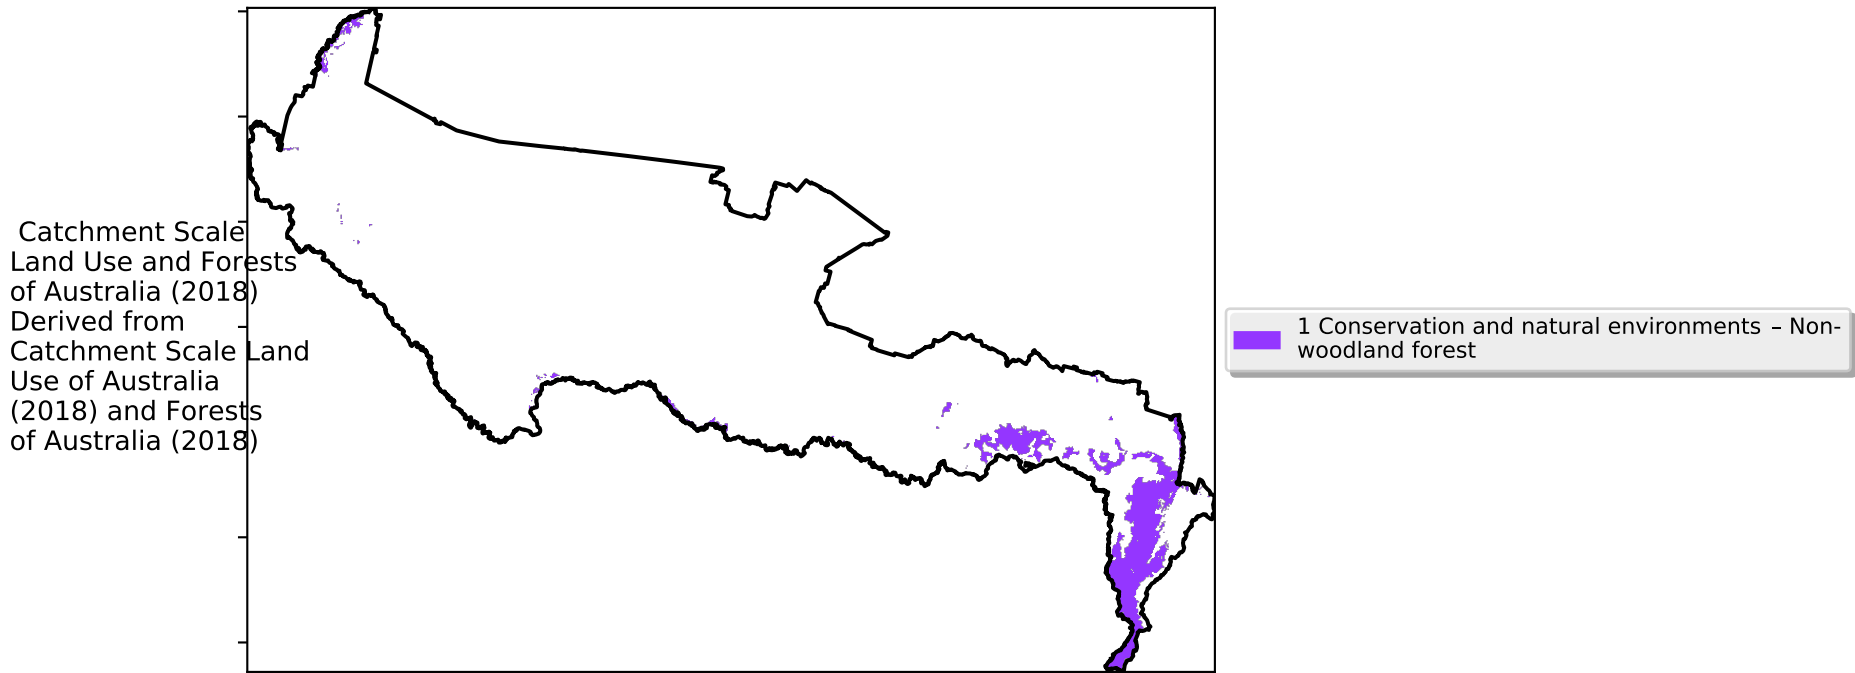 Catchment Scale
Land Use and Forests
of Australia (2018)
Derived from
Catchment Scale Land
Use of Australia
(2018) and Forests
of Australia (2018)
1 Conservation and natural environments – Non-
woodland forest